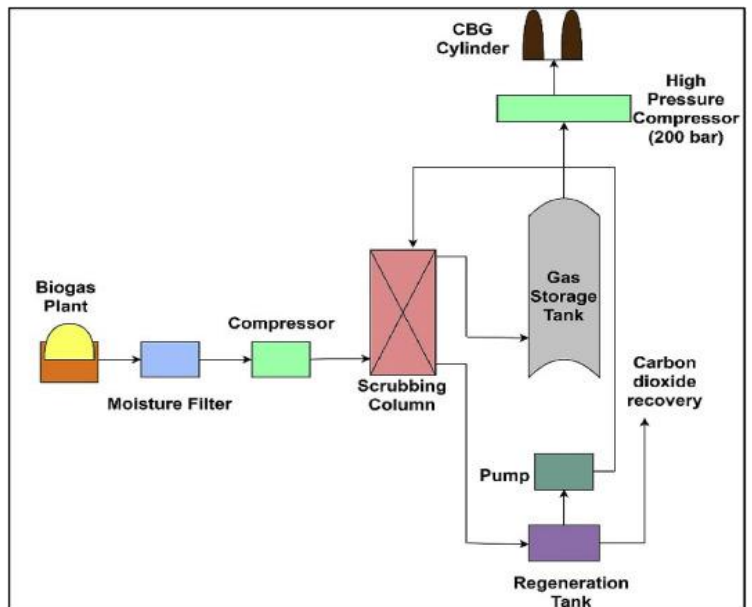 CBG
Cylinder
High
Pressure
Compressor
(200 bar)
Biogas
Plant
Moisture Filter
Compressor
Scrubbing
Column
Gas
Storage
Tank
Carbon
dioxide
recovery
Pump
Regeneration
Tank